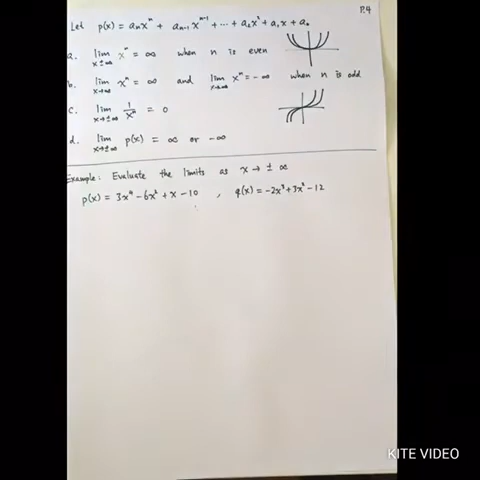 P.4
Let p(x) = aₙxⁿ + aₙ₋₁xⁿ⁻¹ + ... + a₂x² + a₁x + a₀
a. lim x→±∞ xⁿ = ∞ when n is even
b. lim x→∞ xⁿ = ∞ and lim xⁿ = -∞ when n is odd
c. lim x→±∞ 1/xⁿ = 0
d. lim x→±∞ p(x) = ∞ or -∞
Example: Evaluate the limits as x → ± ∞
p(x) = 3x⁴ - 6x² + x - 10 , q(x) = -2x³ + 3x² - 12
KITE VIDEO